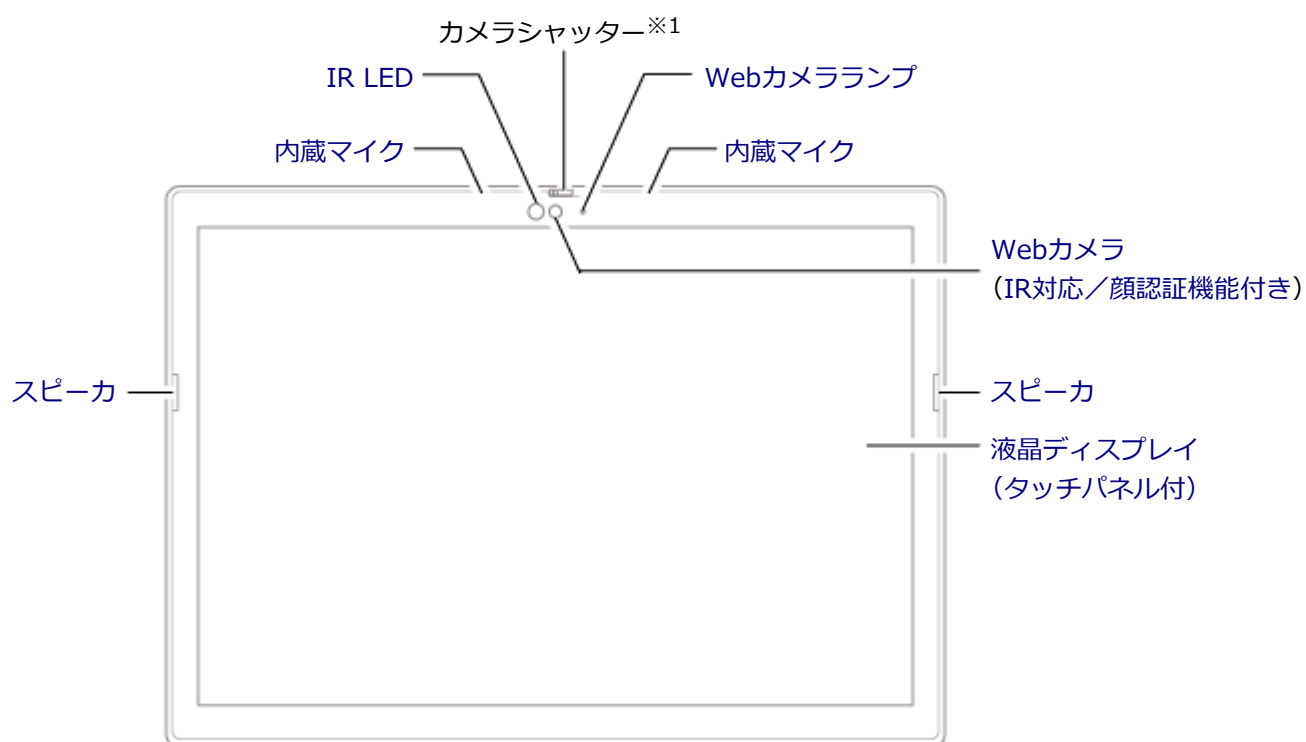 カメラシャッター※1
IR LED
Webカメラランプ
内蔵マイク
内蔵マイク
Webカメラ
（IR対応／顔認証機能付き）
スピーカ
スピーカ
液晶ディスプレイ
（タッチパネル付）